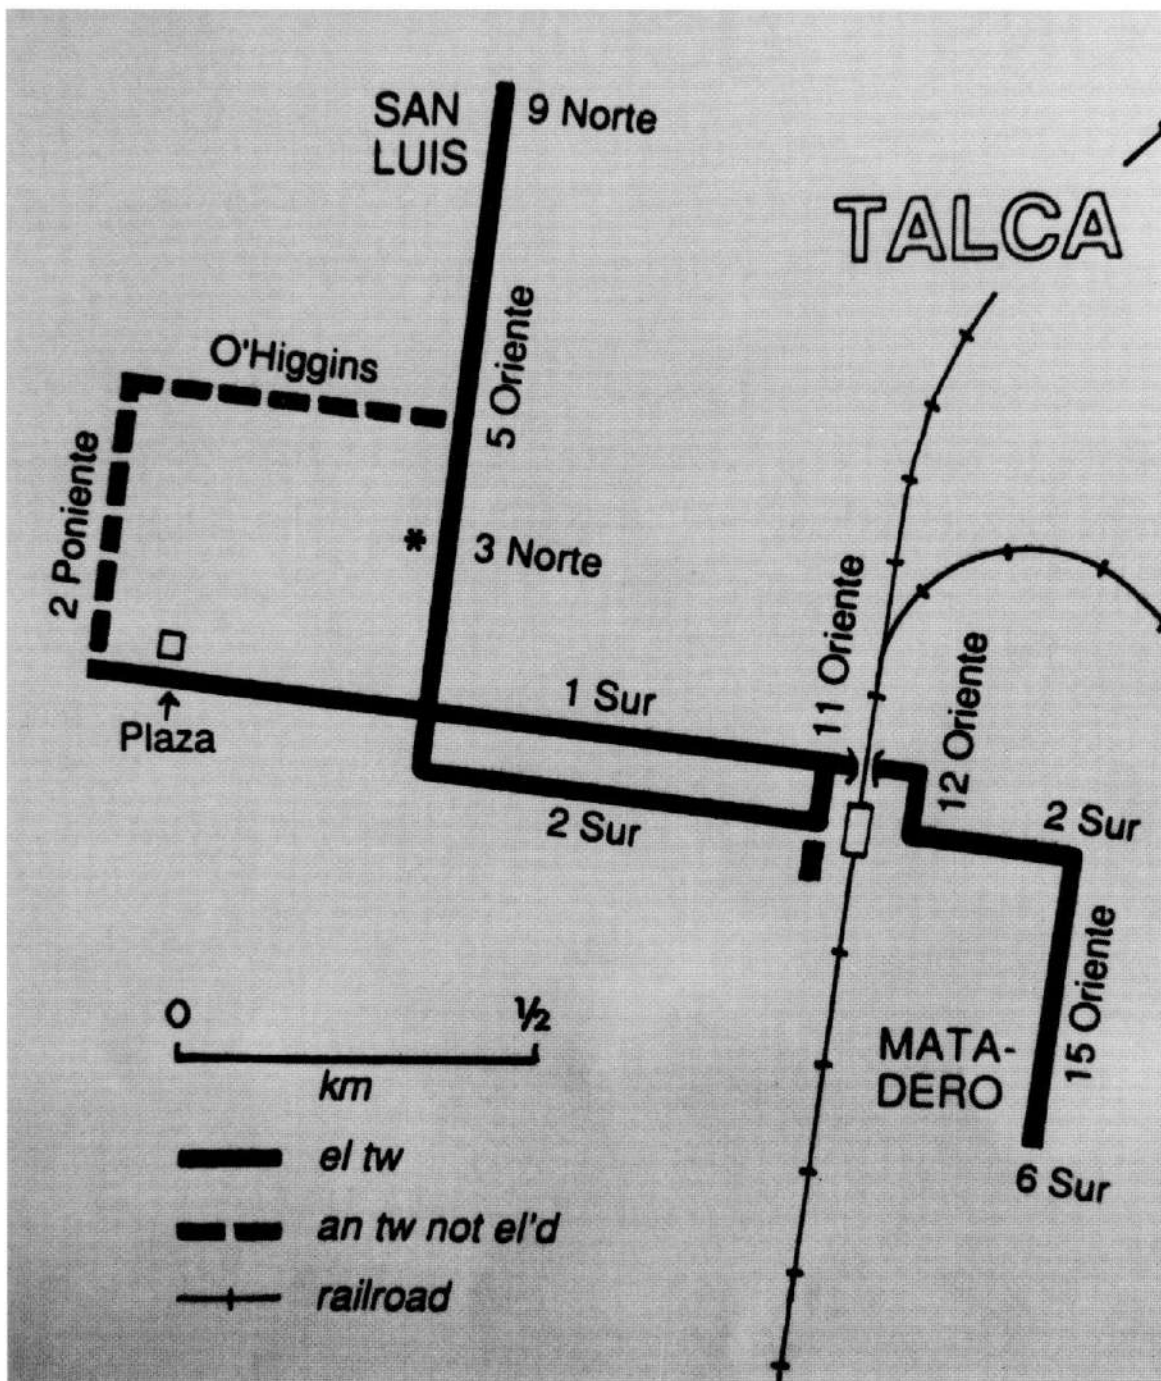 SAN
LUIS
9 Norte
TALCA
O'Higgins
5 Oriente
2 Poniente
*
3 Norte
11 Oriente
12 Oriente
1 Sur
Plaza
2 Sur
2 Sur
15 Oriente
MATA-
DERO
6 Sur
0
½
km
el tw
an tw not el'd
railroad